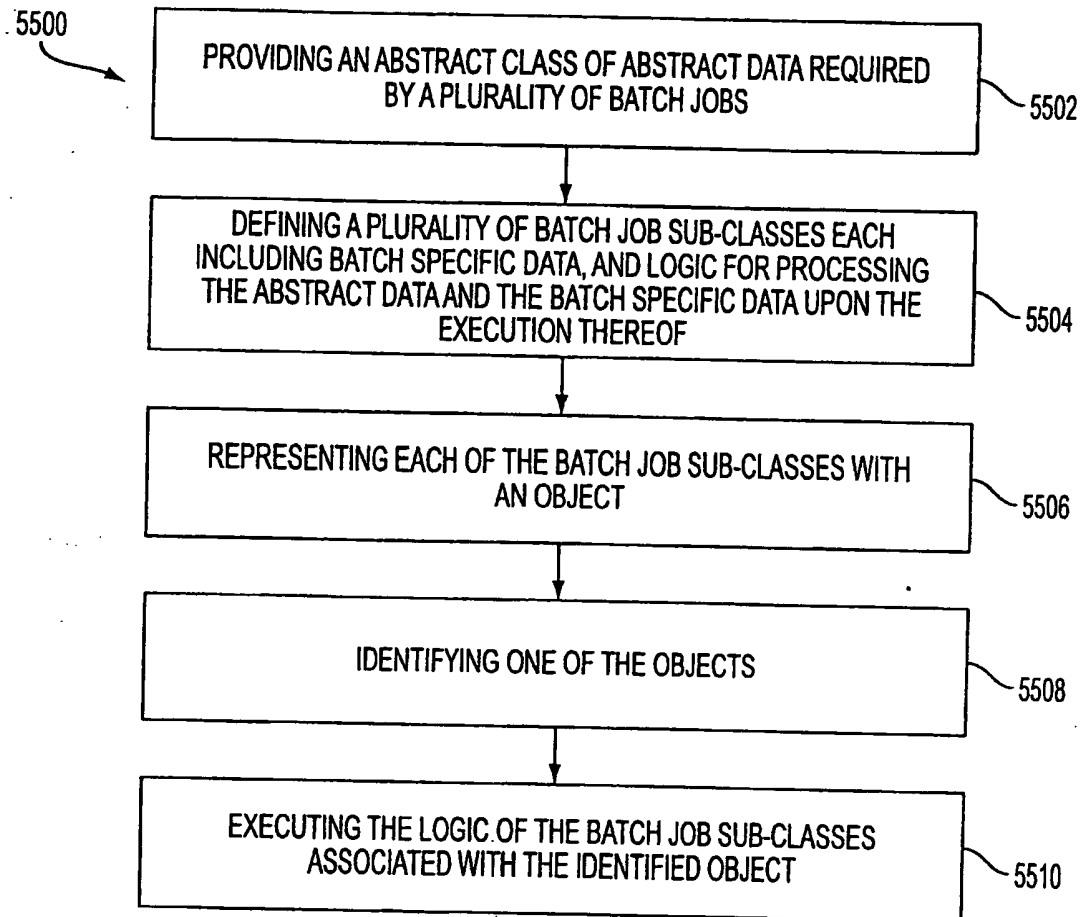 5500
PROVIDING AN ABSTRACT CLASS OF ABSTRACT DATA REQUIRED
BY A PLURALITY OF BATCH JOBS
5502
DEFINING A PLURALITY OF BATCH JOB SUB-CLASSES EACH
INCLUDING BATCH SPECIFIC DATA, AND LOGIC FOR PROCESSING
THE ABSTRACT DATA AND THE BATCH SPECIFIC DATA UPON THE
EXECUTION THEREOF
5504
REPRESENTING EACH OF THE BATCH JOB SUB-CLASSES WITH
AN OBJECT
5506
IDENTIFYING ONE OF THE OBJECTS
5508
EXECUTING THE LOGIC OF THE BATCH JOB SUB-CLASSES
ASSOCIATED WITH THE IDENTIFIED OBJECT
5510